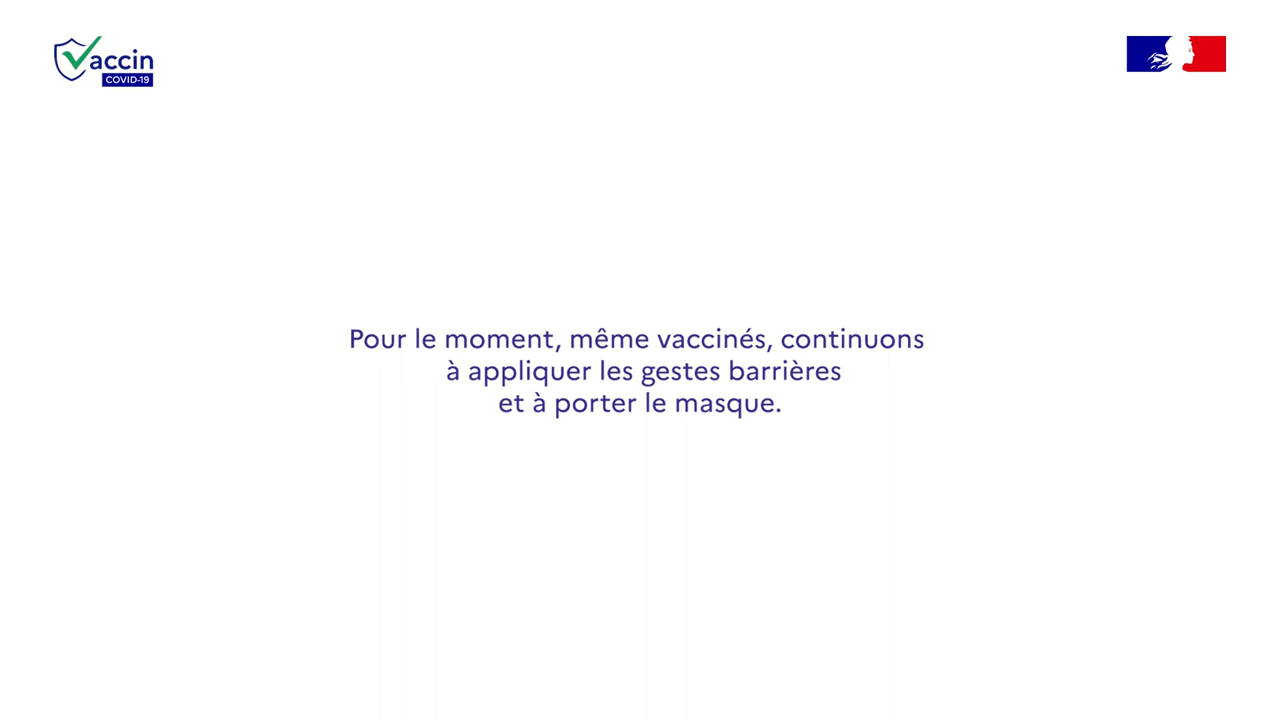 Vaccin
COVID-19
Pour le moment, même vaccinés, continuons
à appliquer les gestes barrières
et à porter le masque.